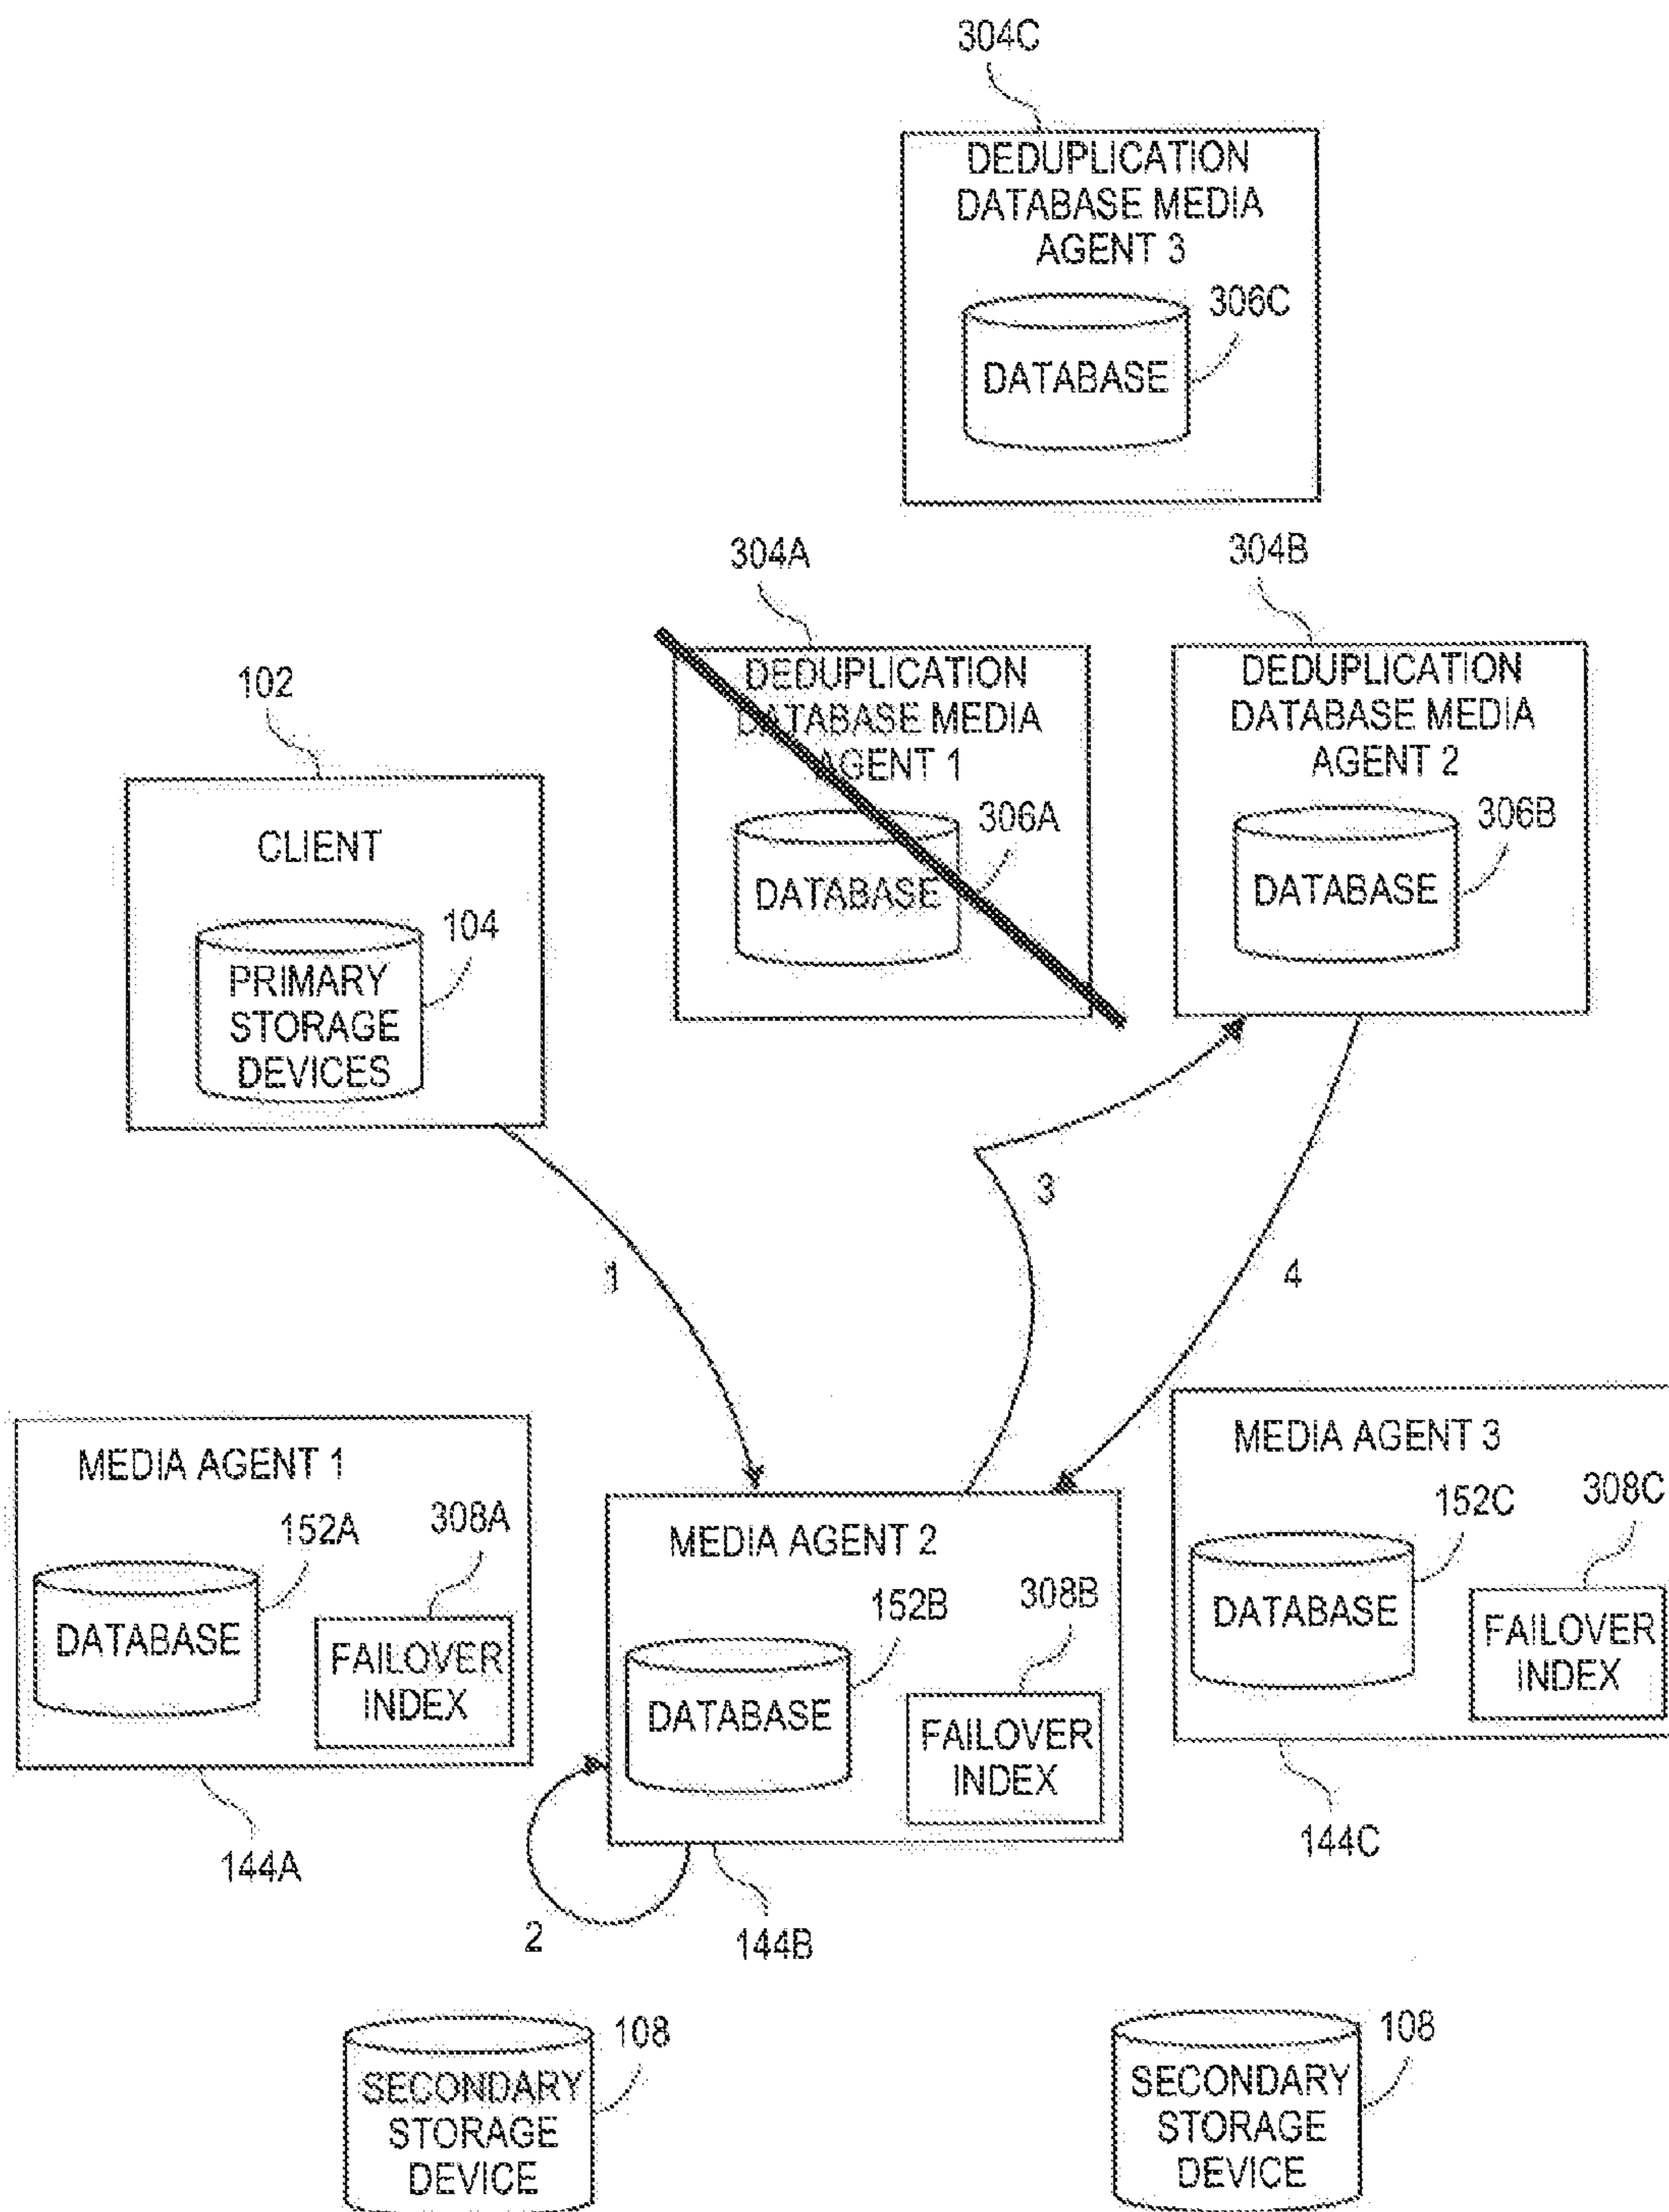 304C
DEDUPLICATION
DATABASE MEDIA
AGENT 3
306C
DATABASE
304A
304B
DEDUPLICATION
DATABASE MEDIA
AGENT 1
306A
DATABASE
DEDUPLICATION
DATABASE MEDIA
AGENT 2
306B
DATABASE
102
CLIENT
104
PRIMARY
STORAGE
DEVICES
1
3
4
MEDIA AGENT 1
152A
308A
DATABASE
FAILOVER
INDEX
144A
MEDIA AGENT 2
152B
308B
DATABASE
FAILOVER
INDEX
2
144B
MEDIA AGENT 3
152C
308C
DATABASE
FAILOVER
INDEX
144C
108
SECONDARY
STORAGE
DEVICE
108
SECONDARY
STORAGE
DEVICE